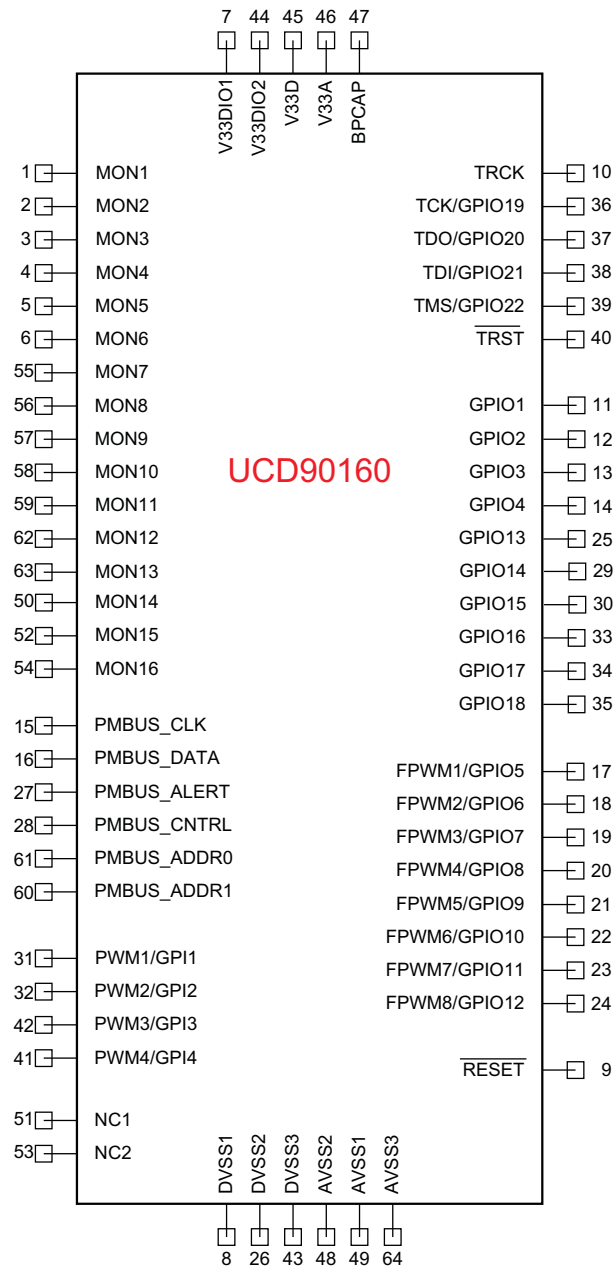 7 44 45 46 47
V33DIO1 V33DIO2 V33D V33A BPCAP
1 MON1 TRCK 10
2 MON2 TCK/GPIO19 36
3 MON3 TDO/GPIO20 37
4 MON4 TDI/GPIO21 38
5 MON5 TMS/GPIO22 39
6 MON6 TRST 40
55 MON7
56 MON8 GPIO1 11
57 MON9 GPIO2 12
58 MON10 UCD90160 GPIO3 13
59 MON11 GPIO4 14
62 MON12 GPIO13 25
63 MON13 GPIO14 29
50 MON14 GPIO15 30
52 MON15 GPIO16 33
54 MON16 GPIO17 34
GPIO18 35
15 PMBUS_CLK
16 PMBUS_DATA FPWM1/GPIO5 17
27 PMBUS_ALERT FPWM2/GPIO6 18
28 PMBUS_CNTRL FPWM3/GPIO7 19
61 PMBUS_ADDR0 FPWM4/GPIO8 20
60 PMBUS_ADDR1 FPWM5/GPIO9 21
FPWM6/GPIO10 22
31 PWM1/GPI1 FPWM7/GPIO11 23
32 PWM2/GPI2 FPWM8/GPIO12 24
42 PWM3/GPI3
41 PWM4/GPI4 RESET 9
51 NC1
53 NC2
DVSS1 DVSS2 DVSS3 AVSS2 AVSS1 AVSS3
8 26 43 48 49 64